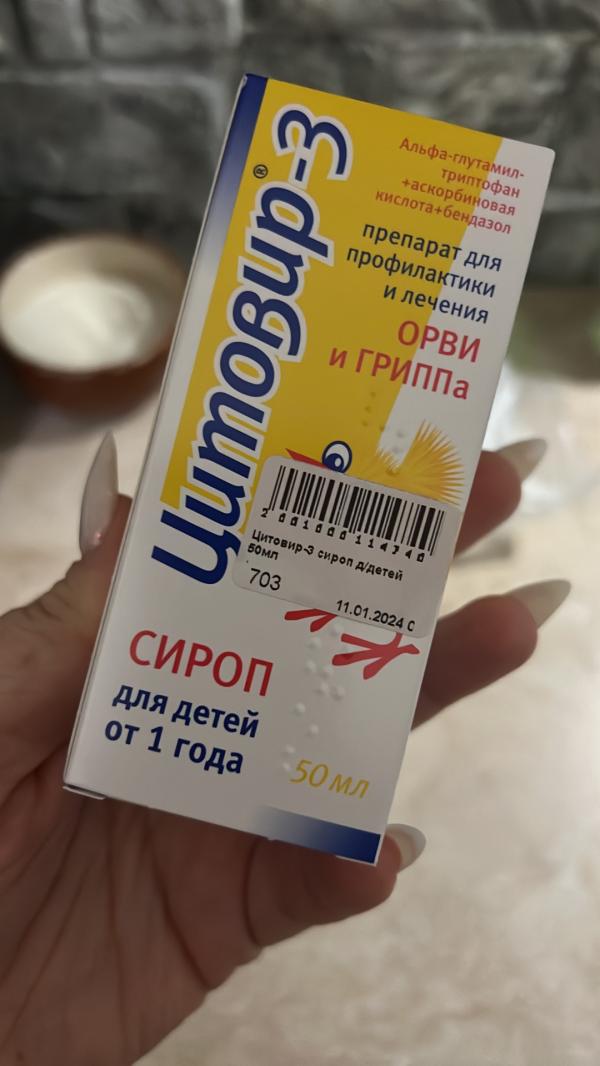 Цитовир®-3
Альфа-глутамил-
триптофан
+аскорбиновая
кислота+бендазол
препарат для
профилактики
и лечения
ОРВИ
и ГРИППа
Цитовир-3 сироп д/детей
50мл
703
11.01.2024 С
СИРОП
для детей
от 1 года
50 мл